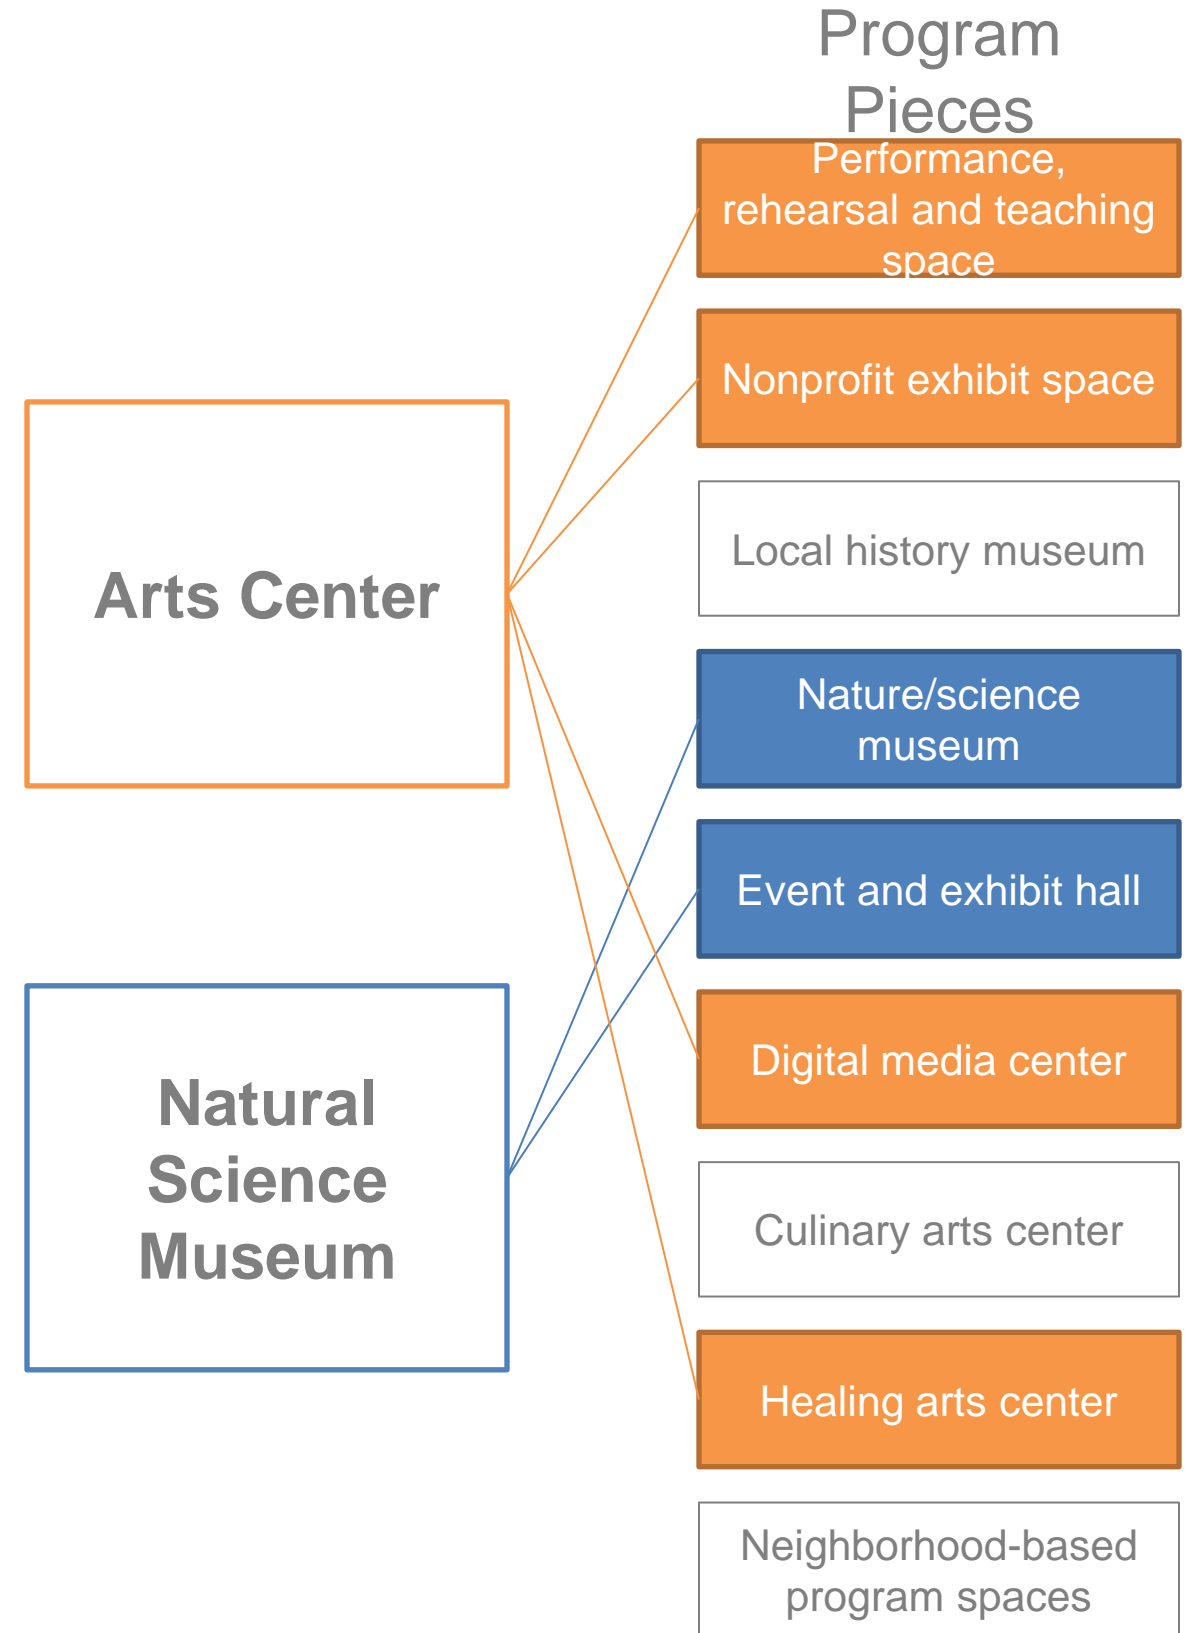 Program
Pieces
Performance,
rehearsal and teaching
space
Nonprofit exhibit space
Local history museum
Arts Center
Nature/science
museum
Event and exhibit hall
Natural
Science
Museum
Digital media center
Culinary arts center
Healing arts center
Neighborhood-based
program spaces